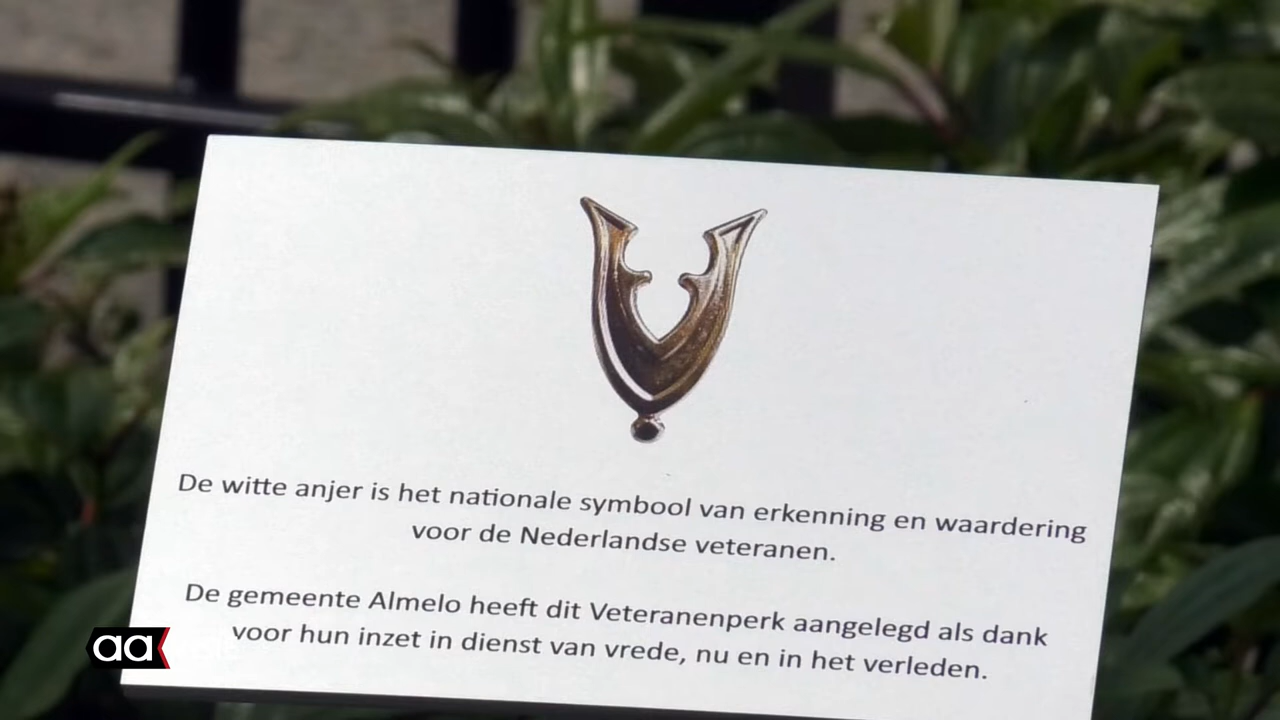 De witte anjer is het nationale symbool van erkenning en waardering
voor de Nederlandse veteranen.
De gemeente Almelo heeft dit Veteranenperk aangelegd als dank
voor hun inzet in dienst van vrede, nu en in het verleden.
aa